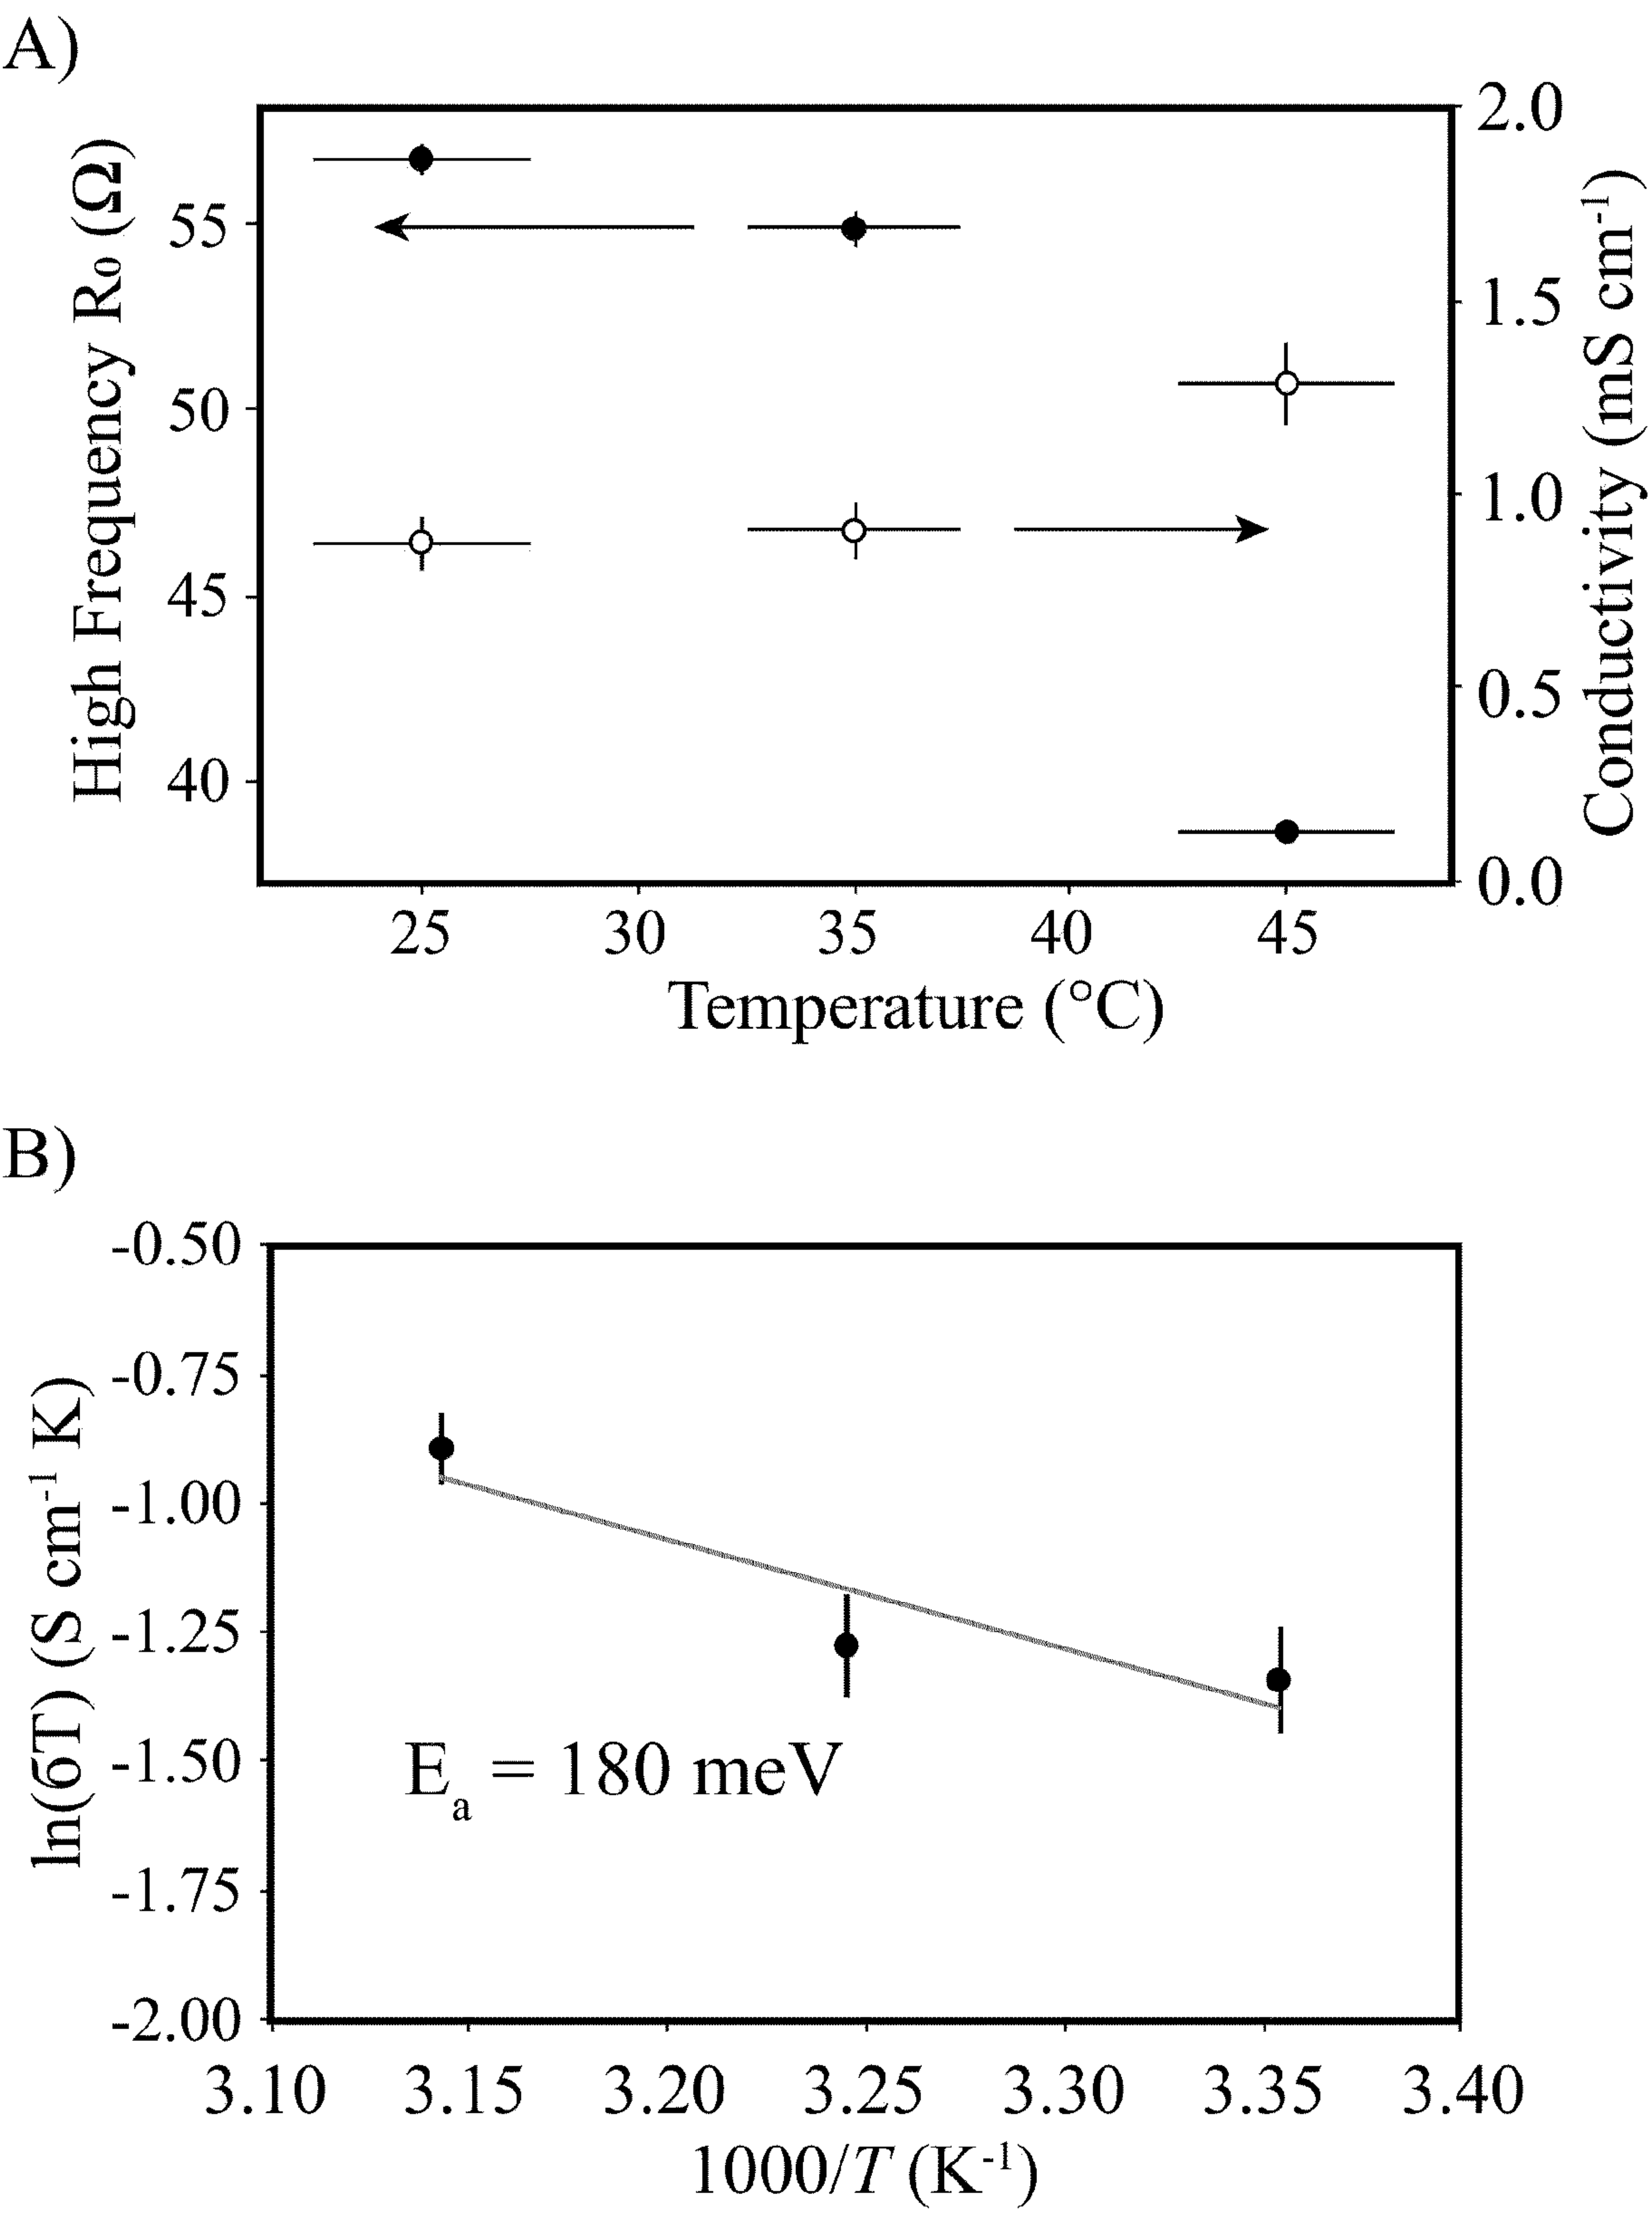 A)
High Frequency R₀ (Ω)
55
50
45
40
2.0
1.5
1.0
0.5
0.0
Conductivity (mS cm⁻¹)
25 30 35 40 45
Temperature (°C)
B)
ln(σT) (S cm⁻¹ K)
-0.50
-0.75
-1.00
-1.25
-1.50
-1.75
-2.00
Eₐ = 180 meV
3.10 3.15 3.20 3.25 3.30 3.35 3.40
1000/T (K⁻¹)